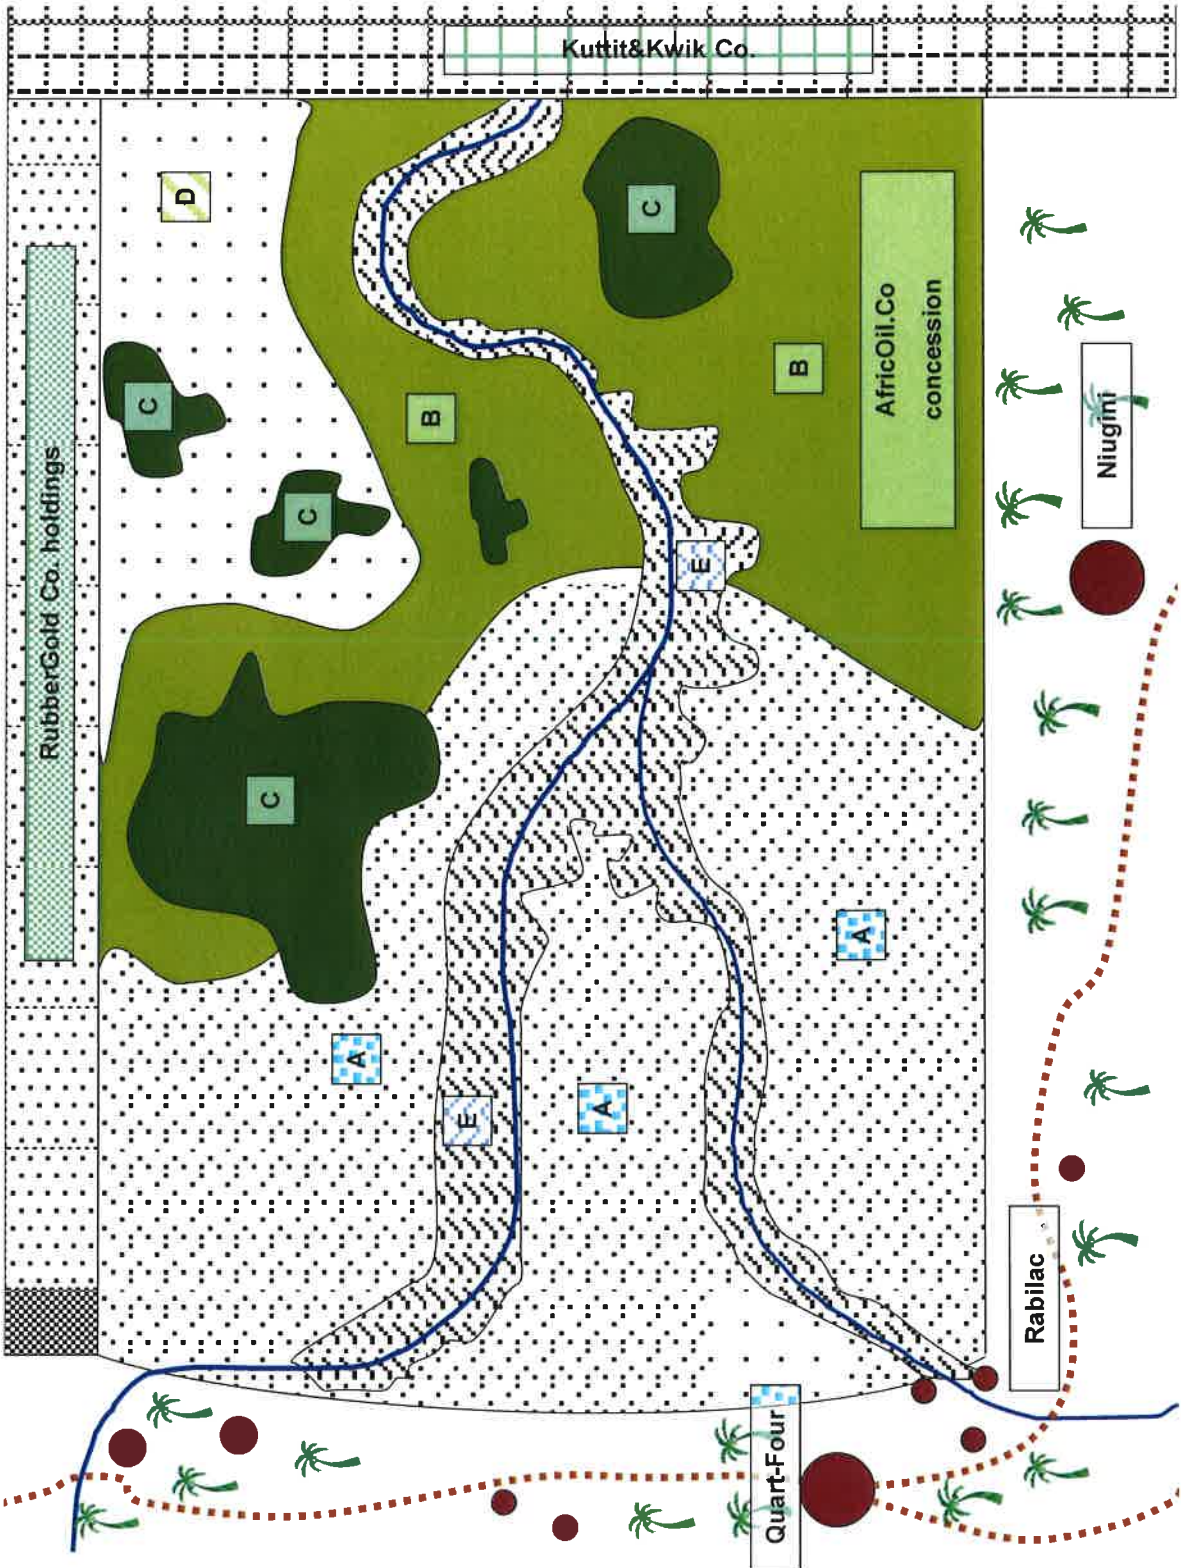 Kuttit&Kwik Co.
RubberGold Co. holdings
D
C
C
C
C
B
B
AfricOil.Co
concession
Niugini
E
A
A
A
E
Rabilac
Quart-Four